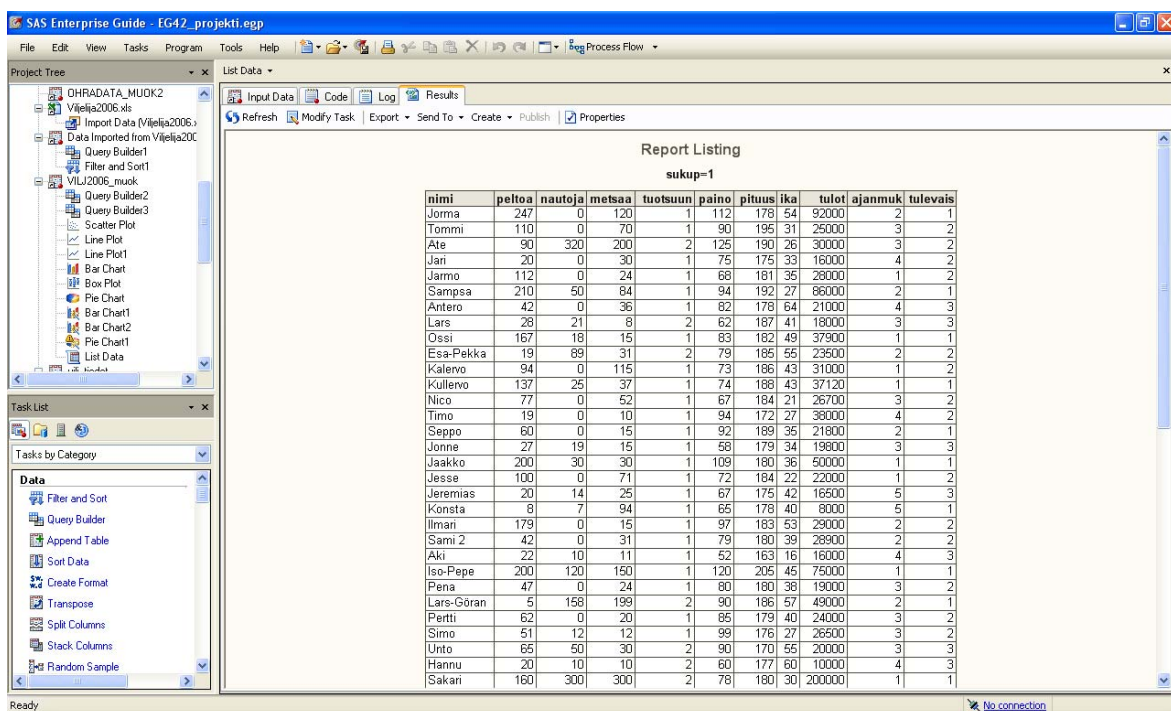 SAS Enterprise Guide - EG42_projekti.egp
File Edit View Tasks Program Tools Help Process Flow
Project Tree
OHRADATA_MUOK2
Viljelija2006.xls
Import Data (Viljelija2006.x
Data Imported from Viljelija200
Query Builder1
Filter and Sort1
VILJ2006_muok
Query Builder2
Query Builder3
Scatter Plot
Line Plot
Line Plot1
Bar Chart
Box Plot
Pie Chart
Bar Chart1
Bar Chart2
Pie Chart1
List Data
Task List
Tasks by Category
Data
Filter and Sort
Query Builder
Append Table
Sort Data
Create Format
Transpose
Split Columns
Stack Columns
Random Sample
List Data
Input Data Code Log Results
Refresh Modify Task Export Send To Create Publish Properties
Report Listing
sukup=1
nimi peltoa nautoja metsaa tuotsuun paino pituus ika tulot ajanmuk tulevais
Jorma 247 0 120 1 112 178 54 92000 2 1
Tommi 110 0 70 1 90 195 31 25000 3 2
Ate 90 320 200 2 125 190 26 30000 3 2
Jari 20 0 30 1 75 175 33 16000 4 2
Jarmo 112 0 24 1 68 181 35 28000 1 2
Sampsa 210 50 84 1 94 192 27 86000 2 1
Antero 42 0 36 1 82 178 64 21000 4 3
Lars 28 21 8 2 62 187 41 18000 3 3
Ossi 167 18 15 1 83 182 49 37900 1 1
Esa-Pekka 19 89 31 2 79 185 55 23500 2 2
Kalervo 94 0 115 1 73 186 43 31000 1 2
Kullervo 137 25 37 1 74 188 43 37120 1 1
Nico 77 0 52 1 67 184 21 26700 3 2
Timo 19 0 10 1 94 172 27 38000 4 2
Seppo 60 0 15 1 92 189 35 21800 2 1
Jonne 27 19 15 1 58 179 34 19800 3 3
Jaakko 200 30 30 1 109 180 36 50000 1 1
Jesse 100 0 71 1 72 184 22 22000 1 2
Jeremias 20 14 25 1 67 175 42 16500 5 3
Konsta 8 7 94 1 65 178 40 8000 5 1
Ilmari 179 0 15 1 97 183 53 29000 2 2
Sami 2 42 0 31 1 79 180 39 28900 2 2
Aki 22 10 11 1 52 163 16 16000 4 3
Iso-Pepe 200 120 150 1 120 205 45 75000 1 1
Pena 47 0 24 1 80 180 38 19000 3 2
Lars-Göran 5 158 199 2 90 186 57 49000 2 1
Pertti 62 0 20 1 85 179 40 24000 3 2
Simo 51 12 12 1 99 176 27 26500 3 2
Unto 65 50 30 2 90 170 55 20000 3 3
Hannu 20 10 10 2 60 177 60 10000 4 3
Sakari 160 300 300 2 78 180 30 200000 1 1
Ready
No connection